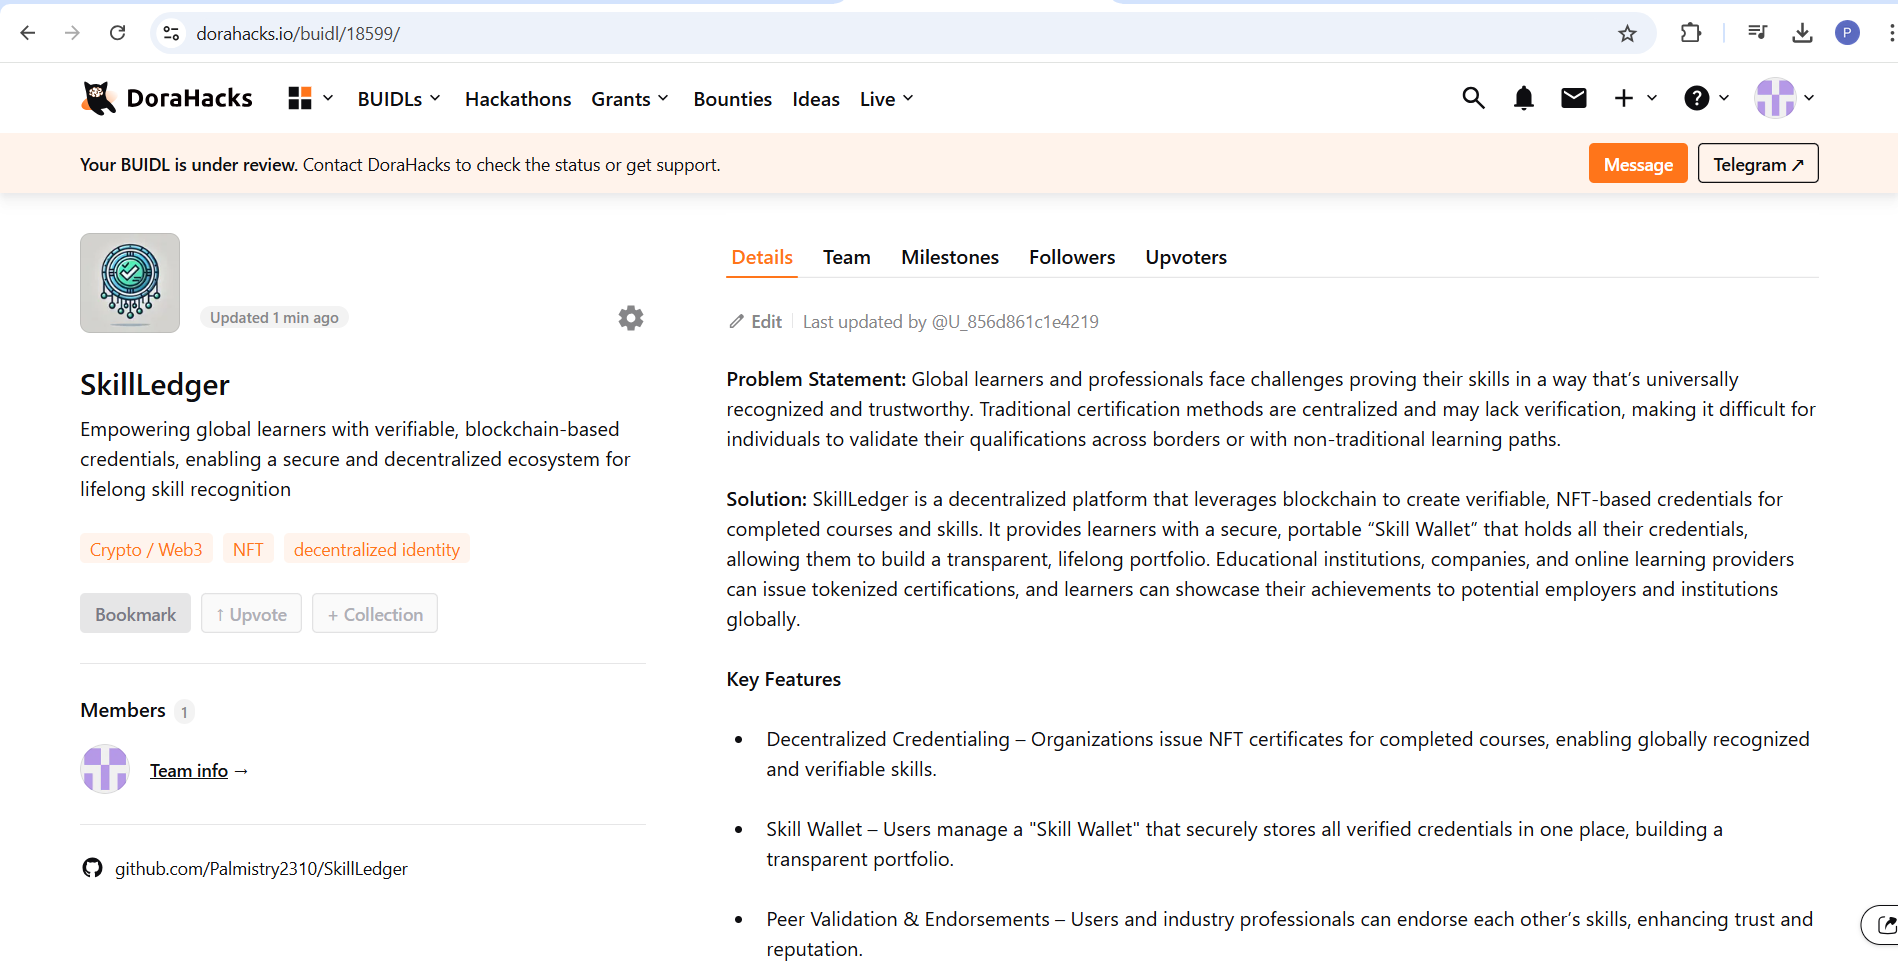 dorahacks.io/buidl/18599/
P
DoraHacks
BUIDLs
Hackathons
Grants
Bounties
Ideas
Live
Your BUIDL is under review. Contact DoraHacks to check the status or get support.
Message
Telegram ↗
Updated 1 min ago
SkillLedger
Empowering global learners with verifiable, blockchain-based
credentials, enabling a secure and decentralized ecosystem for
lifelong skill recognition
Crypto / Web3
NFT
decentralized identity
Bookmark
↑ Upvote
+ Collection
Members 1
Team info →
github.com/Palmistry2310/SkillLedger
Details
Team
Milestones
Followers
Upvoters
Edit
Last updated by @U_856d861c1e4219
Problem Statement: Global learners and professionals face challenges proving their skills in a way that’s universally
recognized and trustworthy. Traditional certification methods are centralized and may lack verification, making it difficult for
individuals to validate their qualifications across borders or with non-traditional learning paths.
Solution: SkillLedger is a decentralized platform that leverages blockchain to create verifiable, NFT-based credentials for
completed courses and skills. It provides learners with a secure, portable “Skill Wallet” that holds all their credentials,
allowing them to build a transparent, lifelong portfolio. Educational institutions, companies, and online learning providers
can issue tokenized certifications, and learners can showcase their achievements to potential employers and institutions
globally.
Key Features
• Decentralized Credentialing – Organizations issue NFT certificates for completed courses, enabling globally recognized
and verifiable skills.
• Skill Wallet – Users manage a "Skill Wallet" that securely stores all verified credentials in one place, building a
transparent portfolio.
• Peer Validation & Endorsements – Users and industry professionals can endorse each other’s skills, enhancing trust and
reputation.